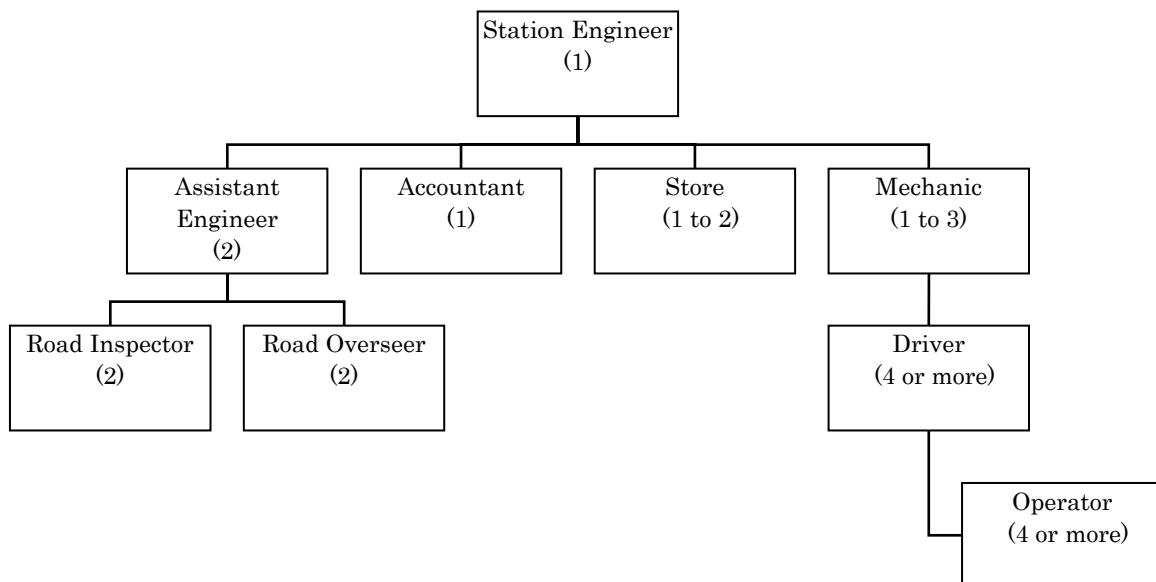 Station Engineer
(1)
Assistant
Engineer
(2)
Accountant
(1)
Store
(1 to 2)
Mechanic
(1 to 3)
Road Inspector
(2)
Road Overseer
(2)
Driver
(4 or more)
Operator
(4 or more)